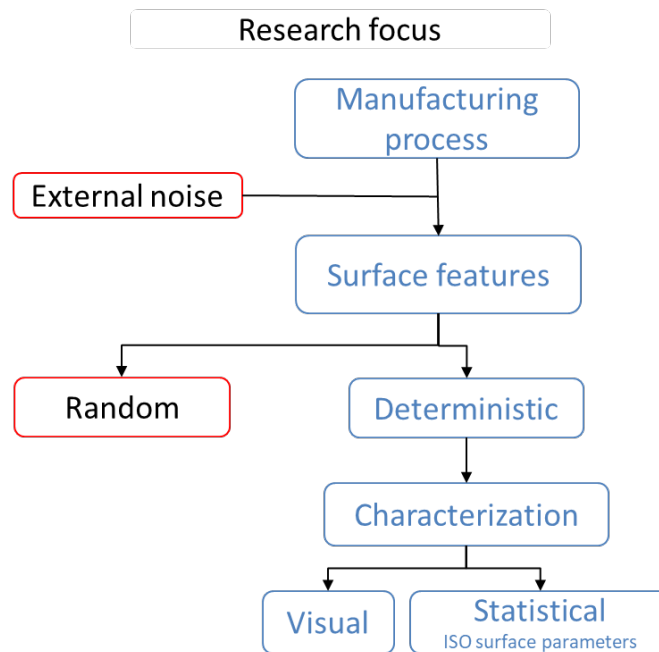 Research focus
Manufacturing
process
External noise
Surface features
Random
Deterministic
Characterization
Visual
Statistical
ISO surface parameters